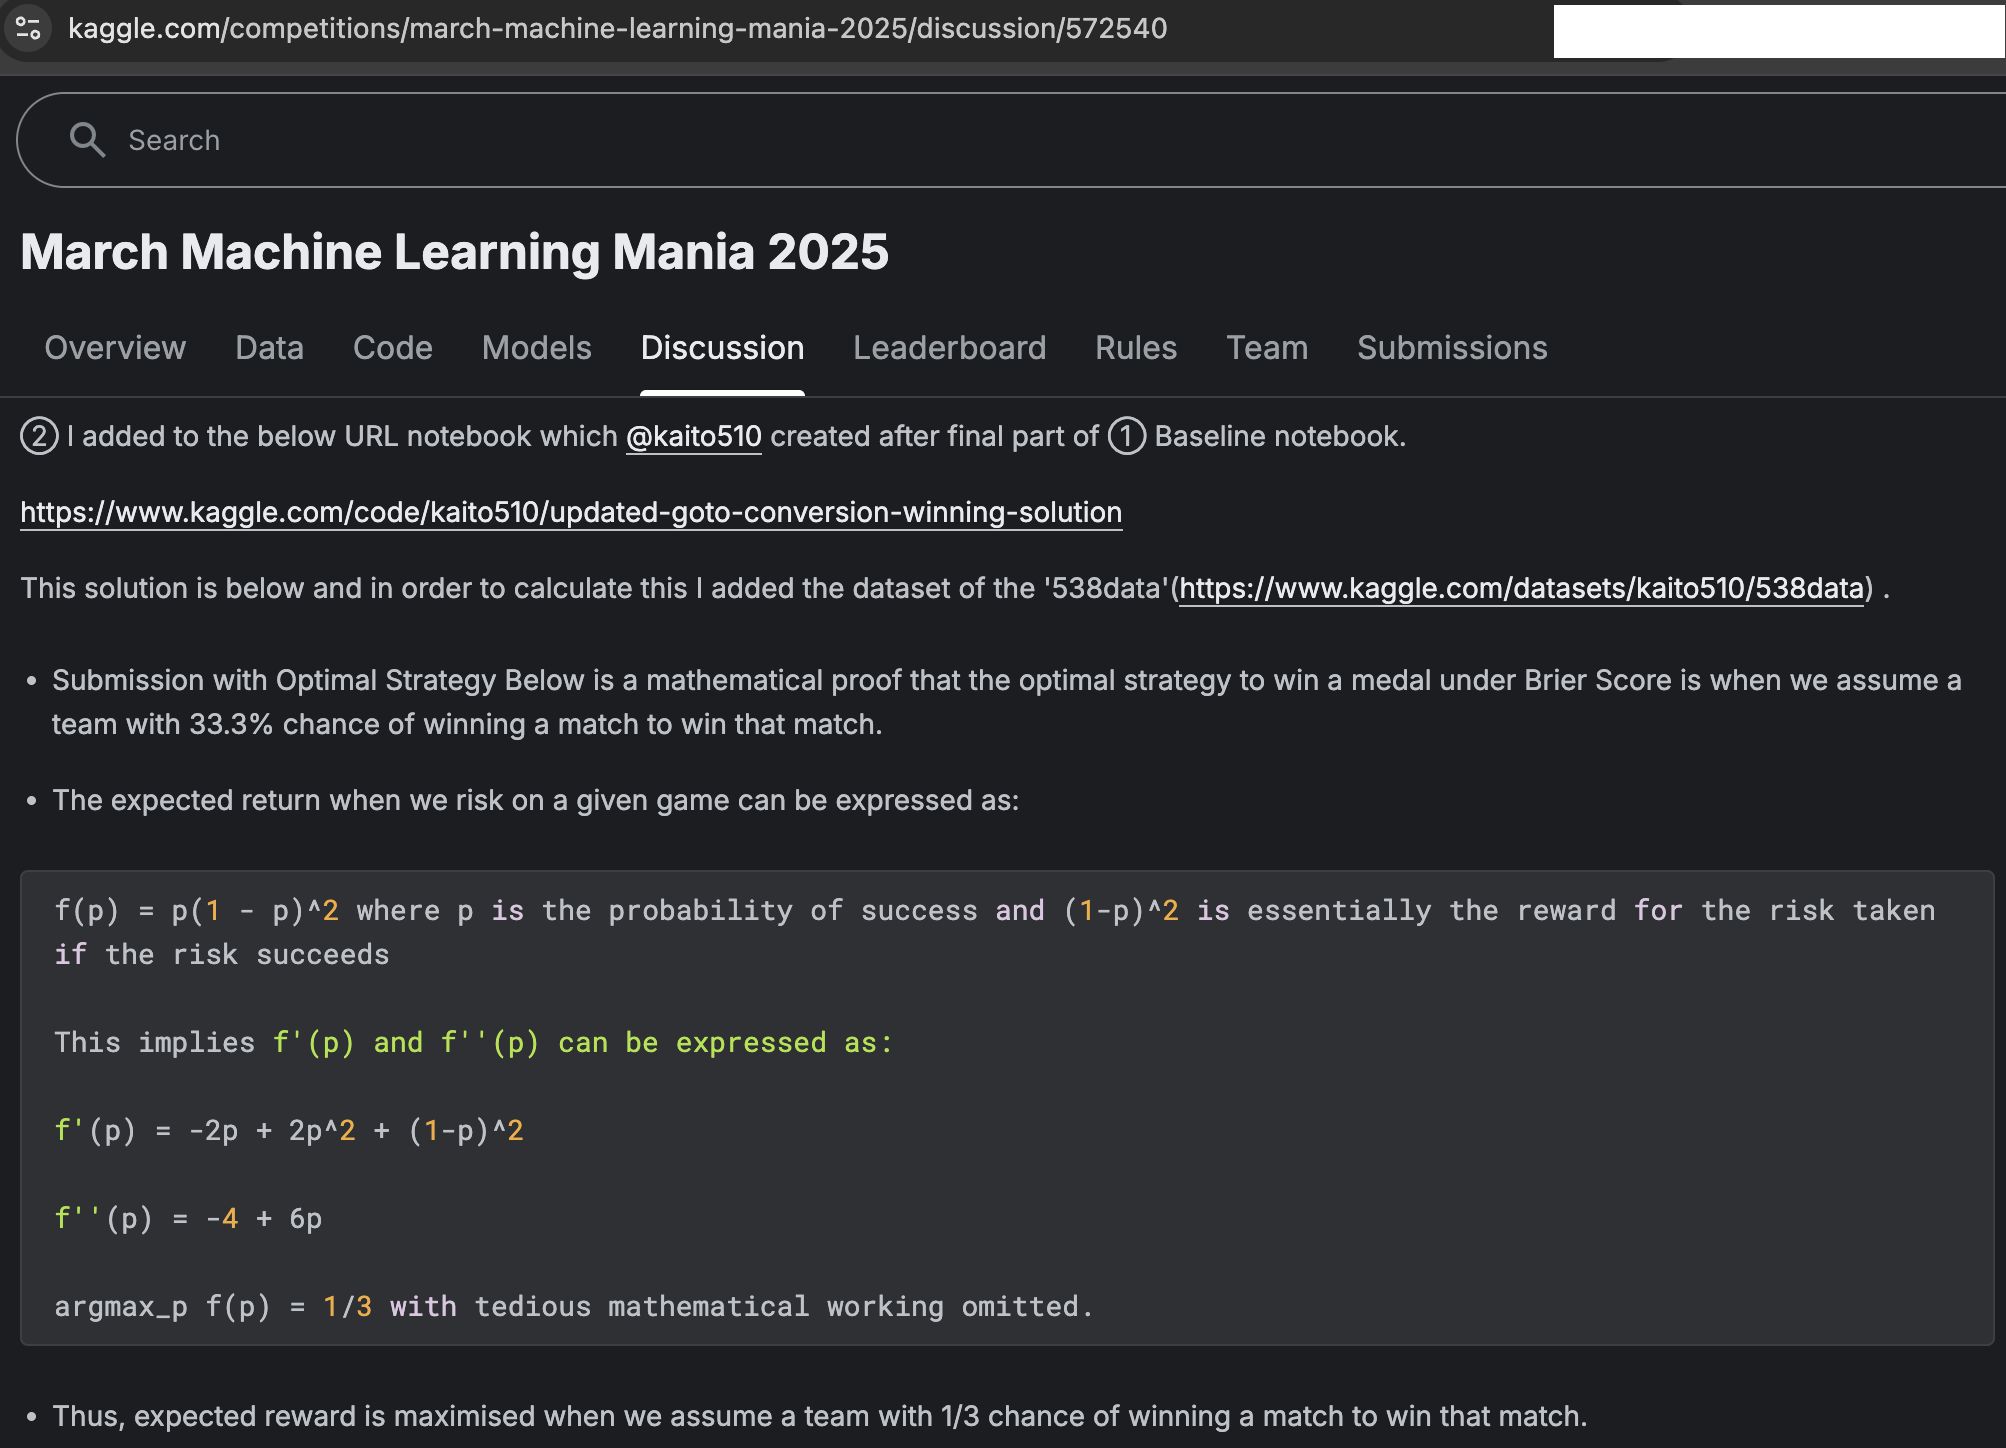 kaggle.com/competitions/march-machine-learning-mania-2025/discussion/572540
Search
March Machine Learning Mania 2025
Overview Data Code Models Discussion Leaderboard Rules Team Submissions
② I added to the below URL notebook which @kaito510 created after final part of ① Baseline notebook.
https://www.kaggle.com/code/kaito510/updated-goto-conversion-winning-solution
This solution is below and in order to calculate this I added the dataset of the '538data'(https://www.kaggle.com/datasets/kaito510/538data) .
• Submission with Optimal Strategy Below is a mathematical proof that the optimal strategy to win a medal under Brier Score is when we assume a
team with 33.3% chance of winning a match to win that match.
• The expected return when we risk on a given game can be expressed as:
f(p) = p(1 - p)^2 where p is the probability of success and (1-p)^2 is essentially the reward for the risk taken
if the risk succeeds
This implies f'(p) and f''(p) can be expressed as:
f'(p) = -2p + 2p^2 + (1-p)^2
f''(p) = -4 + 6p
argmax_p f(p) = 1/3 with tedious mathematical working omitted.
• Thus, expected reward is maximised when we assume a team with 1/3 chance of winning a match to win that match.